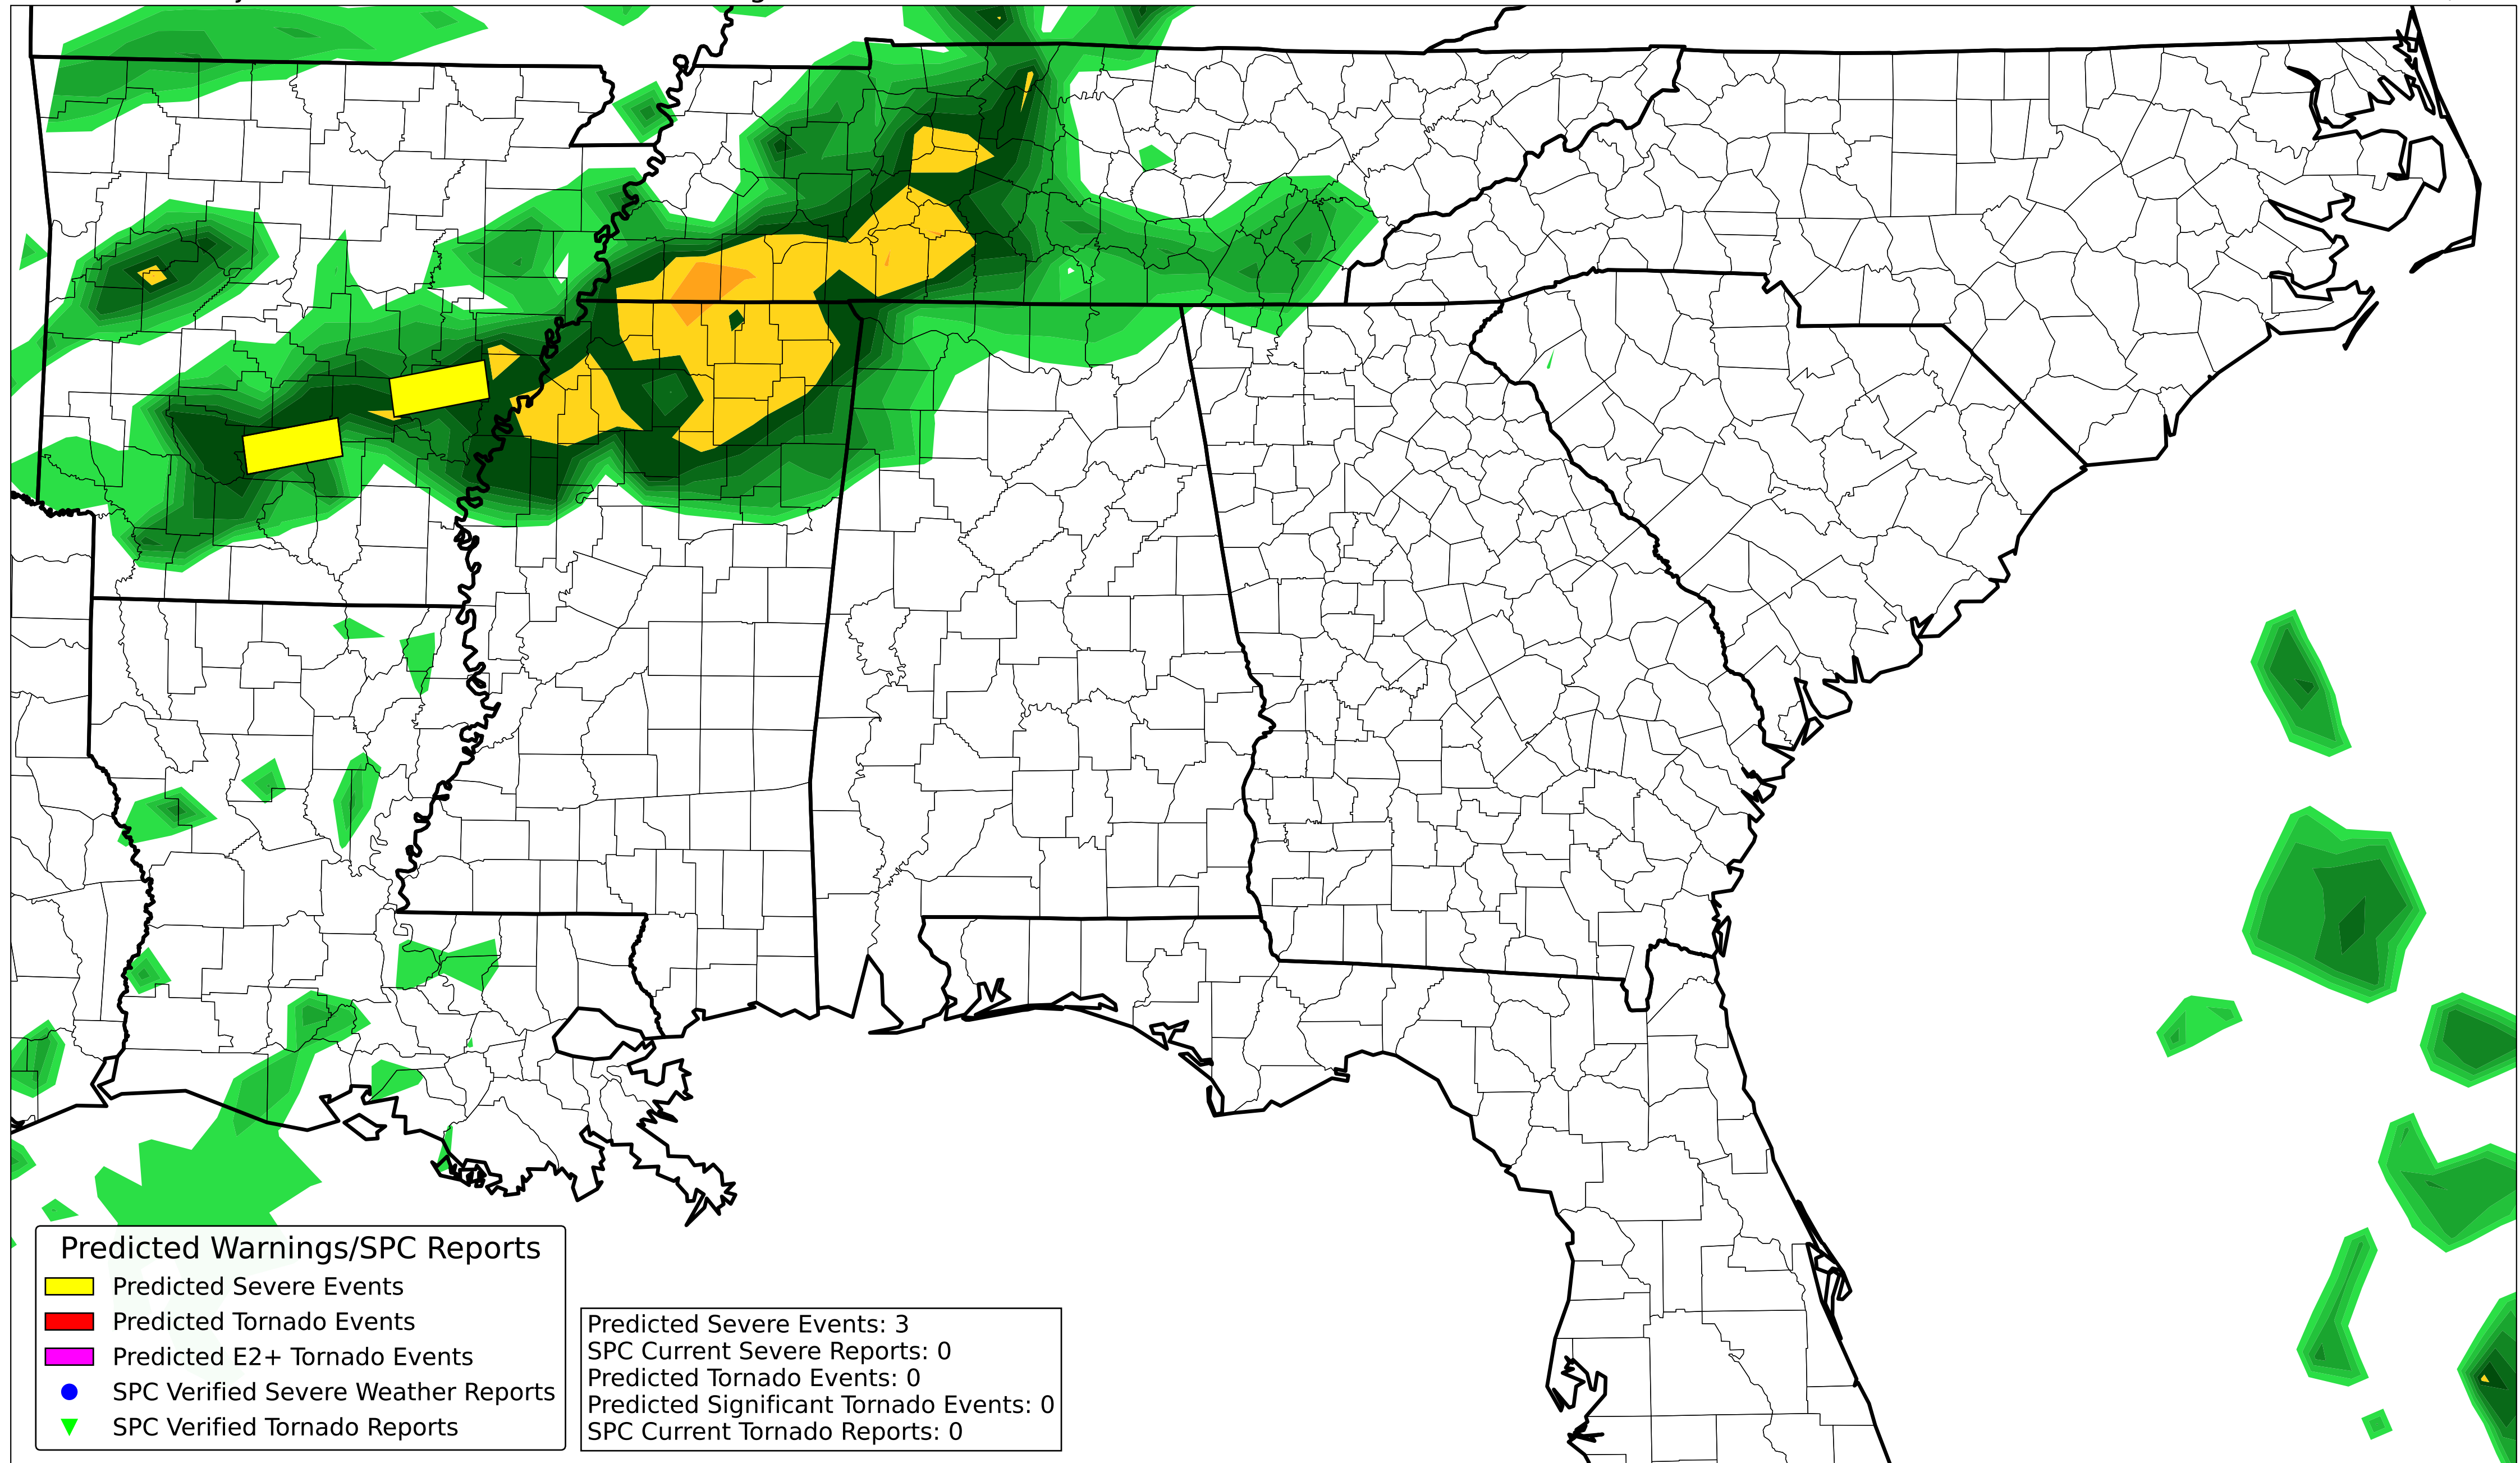 Predicted Warnings/SPC Reports
Predicted Severe Events
Predicted Tornado Events
Predicted E2+ Tornado Events
SPC Verified Severe Weather Reports
SPC Verified Tornado Reports
Predicted Severe Events: 3
SPC Current Severe Reports: 0
Predicted Tornado Events: 0
Predicted Significant Tornado Events: 0
SPC Current Tornado Reports: 0